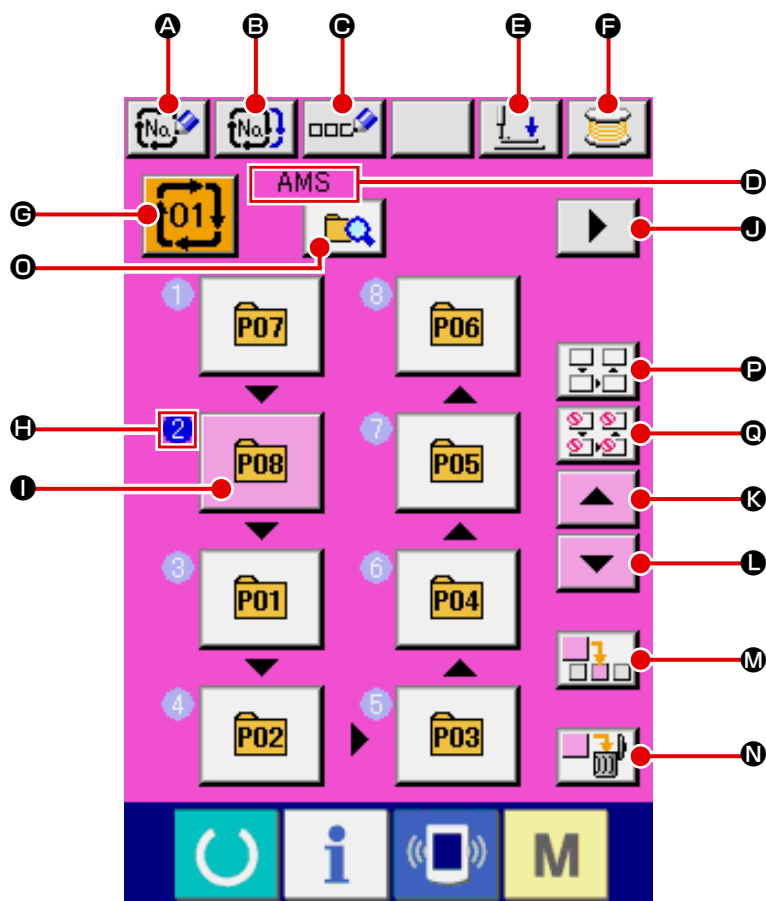 A B C E F
No. No.
AMS D
G 01 J
O
1 P07 8 P06
P
H 2 P08 7 P05 Q
I K
3 P01 6 P04 L
M
4 P02 5 P03 N
i M